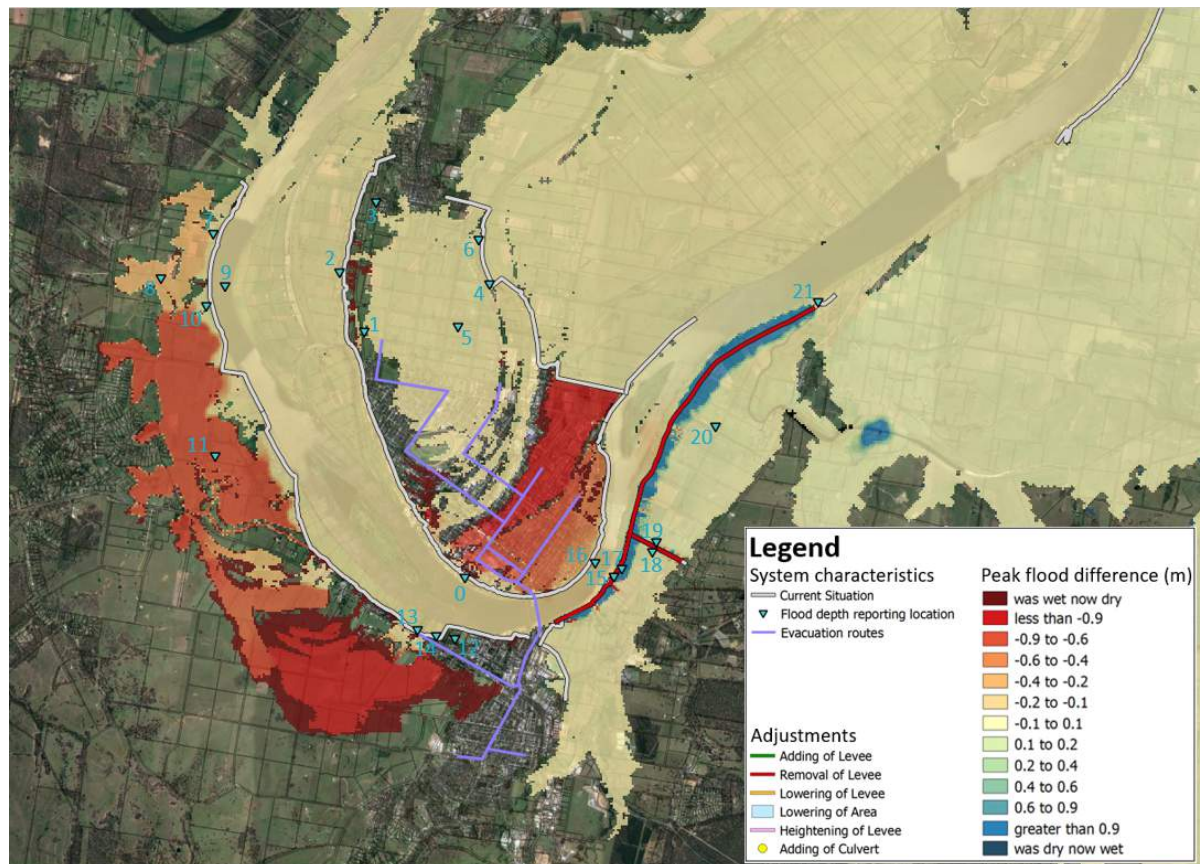 3
7
6
2
9
4
8
21
10
1
5
20
11
19
16
17
18
15
0
13
14
12
Legend
System characteristics
Current Situation
Flood depth reporting location
Evacuation routes
Adjustments
Adding of Levee
Removal of Levee
Lowering of Levee
Lowering of Area
Heightening of Levee
Adding of Culvert
Peak flood difference (m)
was wet now dry
less than -0.9
-0.9 to -0.6
-0.6 to -0.4
-0.4 to -0.2
-0.2 to -0.1
-0.1 to 0.1
0.1 to 0.2
0.2 to 0.4
0.4 to 0.6
0.6 to 0.9
greater than 0.9
was dry now wet